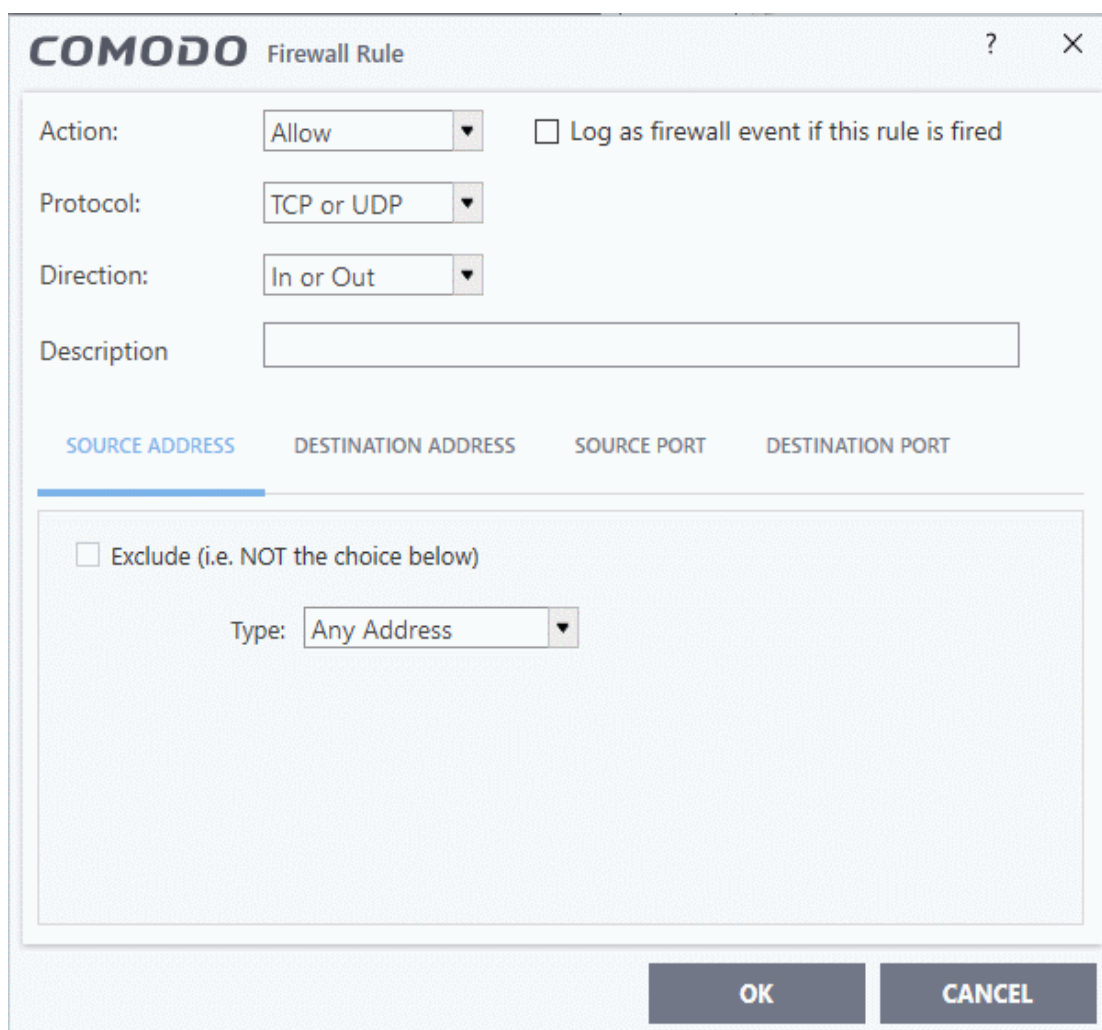 COMODO Firewall Rule ?
Action: Allow Log as firewall event if this rule is fired
Protocol: TCP or UDP
Direction: In or Out
Description
SOURCE ADDRESS DESTINATION ADDRESS SOURCE PORT DESTINATION PORT
Exclude (i.e. NOT the choice below)
Type: Any Address
OK CANCEL